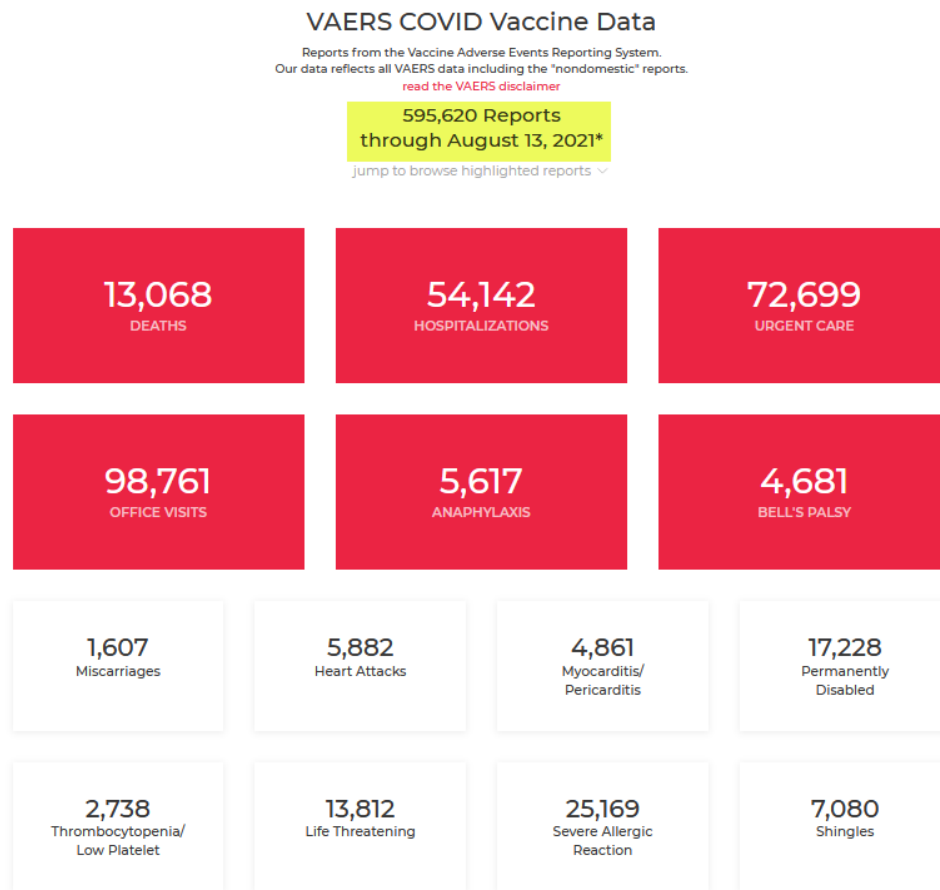 VAERS COVID Vaccine Data
Reports from the Vaccine Adverse Events Reporting System.
Our data reflects all VAERS data including the "nondomestic" reports.
read the VAERS disclaimer
595,620 Reports
through August 13, 2021*
jump to browse highlighted reports
13,068
DEATHS
54,142
HOSPITALIZATIONS
72,699
URGENT CARE
98,761
OFFICE VISITS
5,617
ANAPHYLAXIS
4,681
BELL'S PALSY
1,607
Miscarriages
5,882
Heart Attacks
4,861
Myocarditis/
Pericarditis
17,228
Permanently
Disabled
2,738
Thrombocytopenia/
Low Platelet
13,812
Life Threatening
25,169
Severe Allergic
Reaction
7,080
Shingles